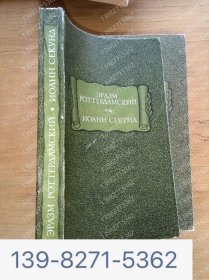 ЭРАЗМ РОТТЕРДАМСКИЙ • ИОАНН СЕКУНД
ЭРАЗМ
РОТТЕРДАМСКИЙ
ИОАНН СЕКУНД
139-8271-5362